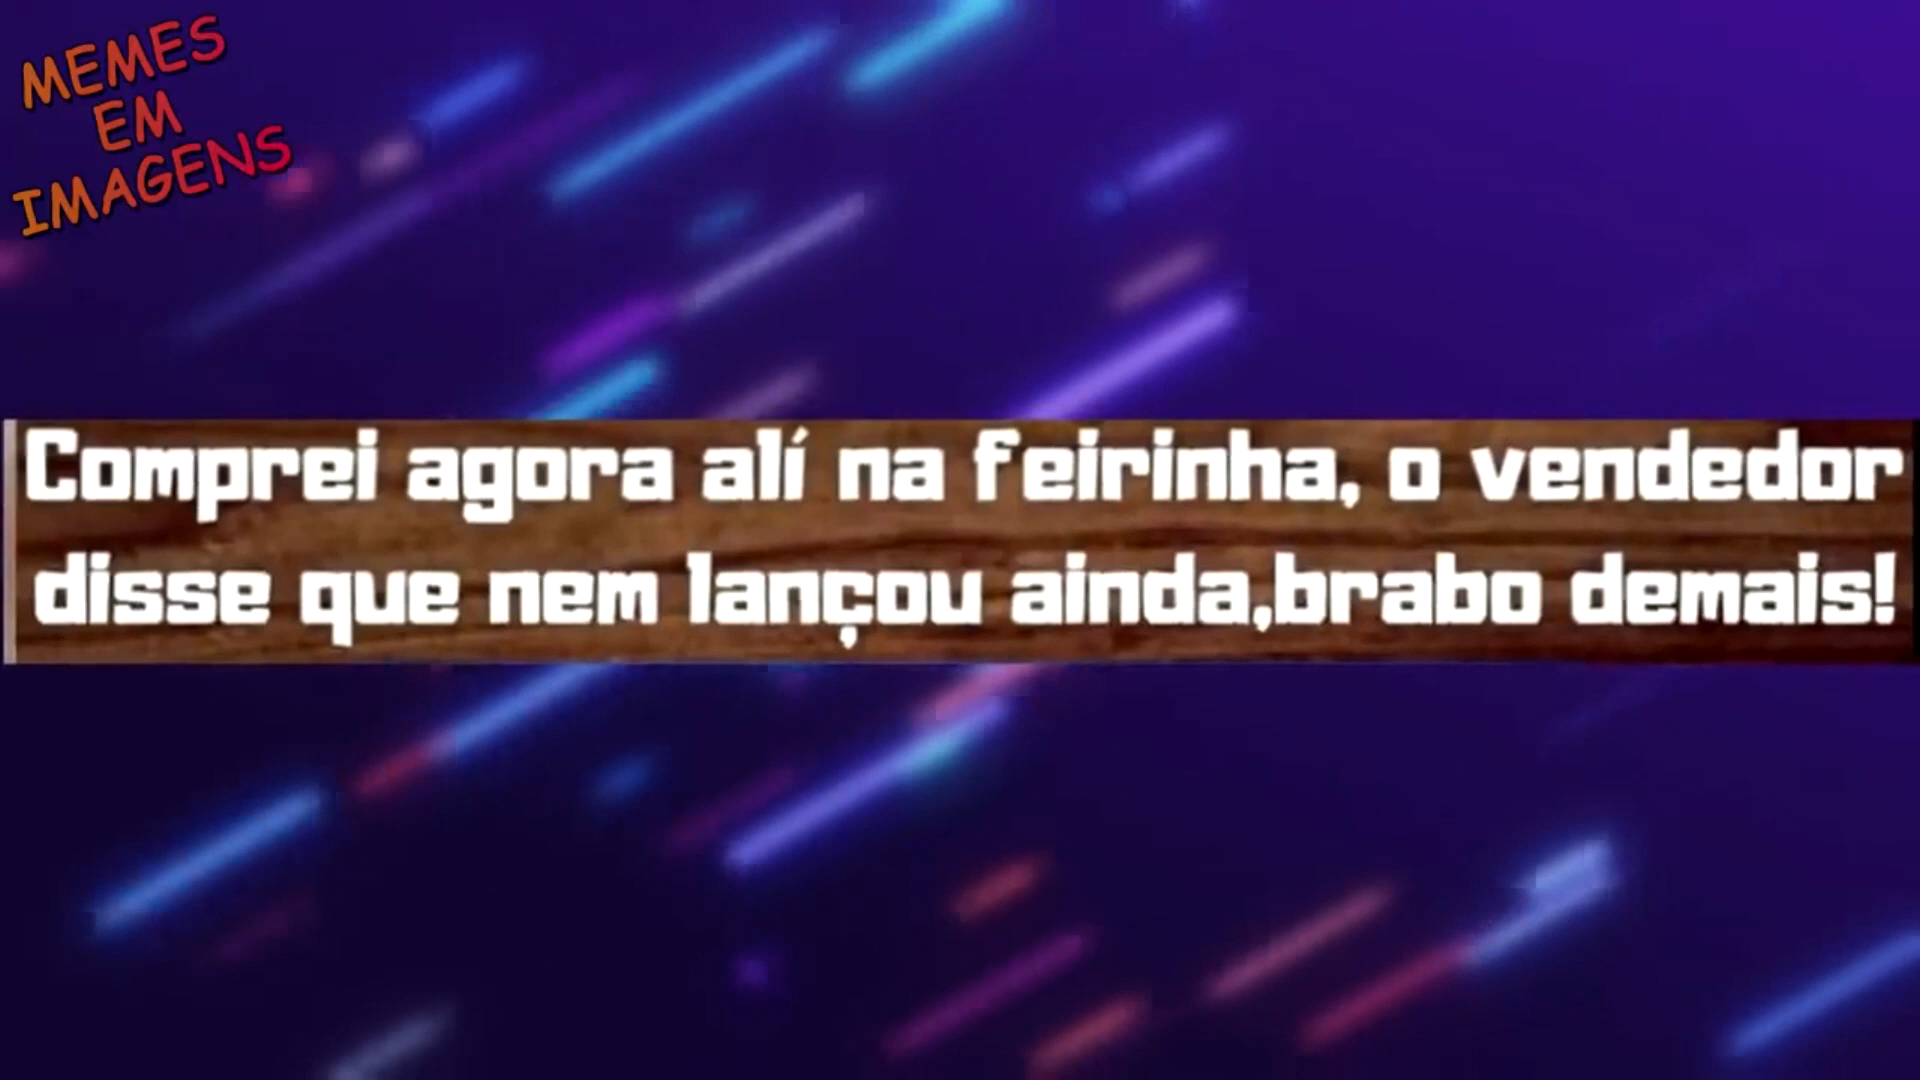 MEMES
EM
IMAGENS
Comprei agora alí na feirinha, o vendedor
disse que nem lançou ainda,brabo demais!